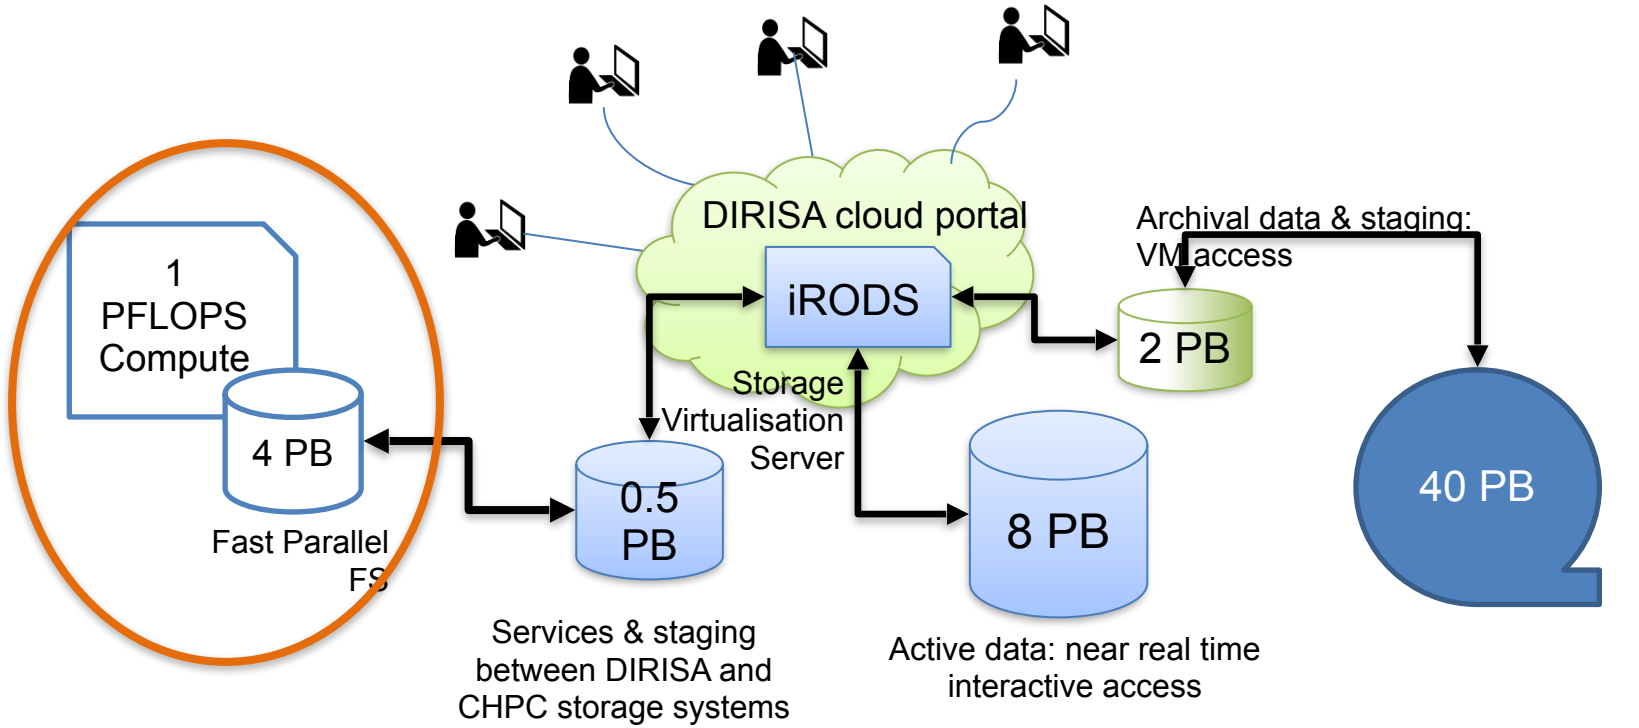 DIRISA cloud portal
iRODS
Storage
Virtualisation
Server
1
PFLOPS
Compute
4 PB
Fast Parallel
FS
0.5
PB
Services & staging
between DIRISA and
CHPC storage systems
8 PB
Active data: near real time
interactive access
Archival data & staging:
VM access
2 PB
40 PB